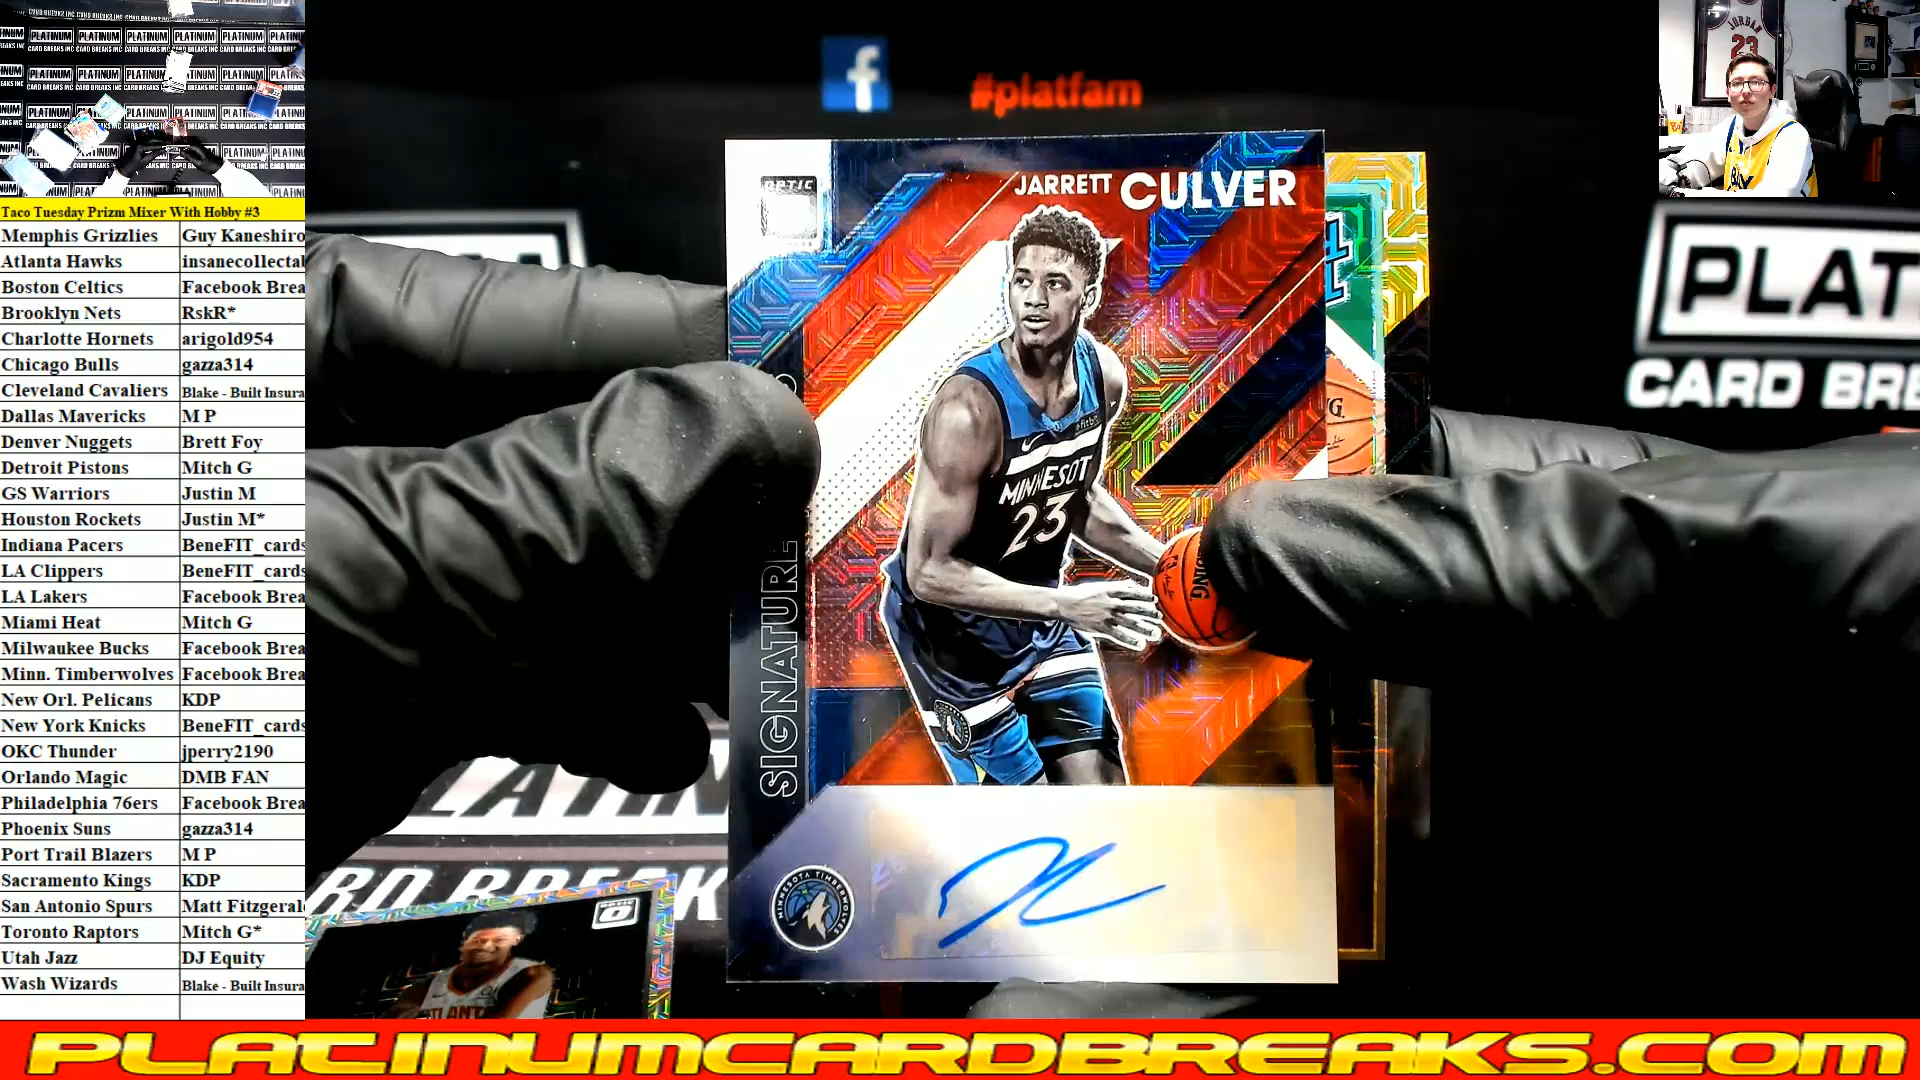 #platfam
JORDAN
23
Taco Tuesday Prizm Mixer With Hobby #3
Memphis Grizzlies Guy Kaneshiro
Atlanta Hawks insanecollectal
Boston Celtics Facebook Brea
Brooklyn Nets RskR*
Charlotte Hornets arigold954
Chicago Bulls gazza314
Cleveland Cavaliers Blake - Built Insura
Dallas Mavericks M P
Denver Nuggets Brett Foy
Detroit Pistons Mitch G
GS Warriors Justin M
Houston Rockets Justin M*
Indiana Pacers BeneFIT_cards
LA Clippers BeneFIT_cards
LA Lakers Facebook Brea
Miami Heat Mitch G
Milwaukee Bucks Facebook Brea
Minn. Timberwolves Facebook Brea
New Orl. Pelicans KDP
New York Knicks BeneFIT_cards
OKC Thunder jperry2190
Orlando Magic DMB FAN
Philadelphia 76ers Facebook Brea
Phoenix Suns gazza314
Port Trail Blazers M P
Sacramento Kings KDP
San Antonio Spurs Matt Fitzgeral
Toronto Raptors Mitch G*
Utah Jazz DJ Equity
Wash Wizards Blake - Built Insura
OPTIC
JARRETT CULVER
MINNESOT
23
SIGNATURE
MINNESOTA TIMBERWOLVES
PLAT
CARD BRE
OPTIC
PLATINUMCARDBREAKS.COM